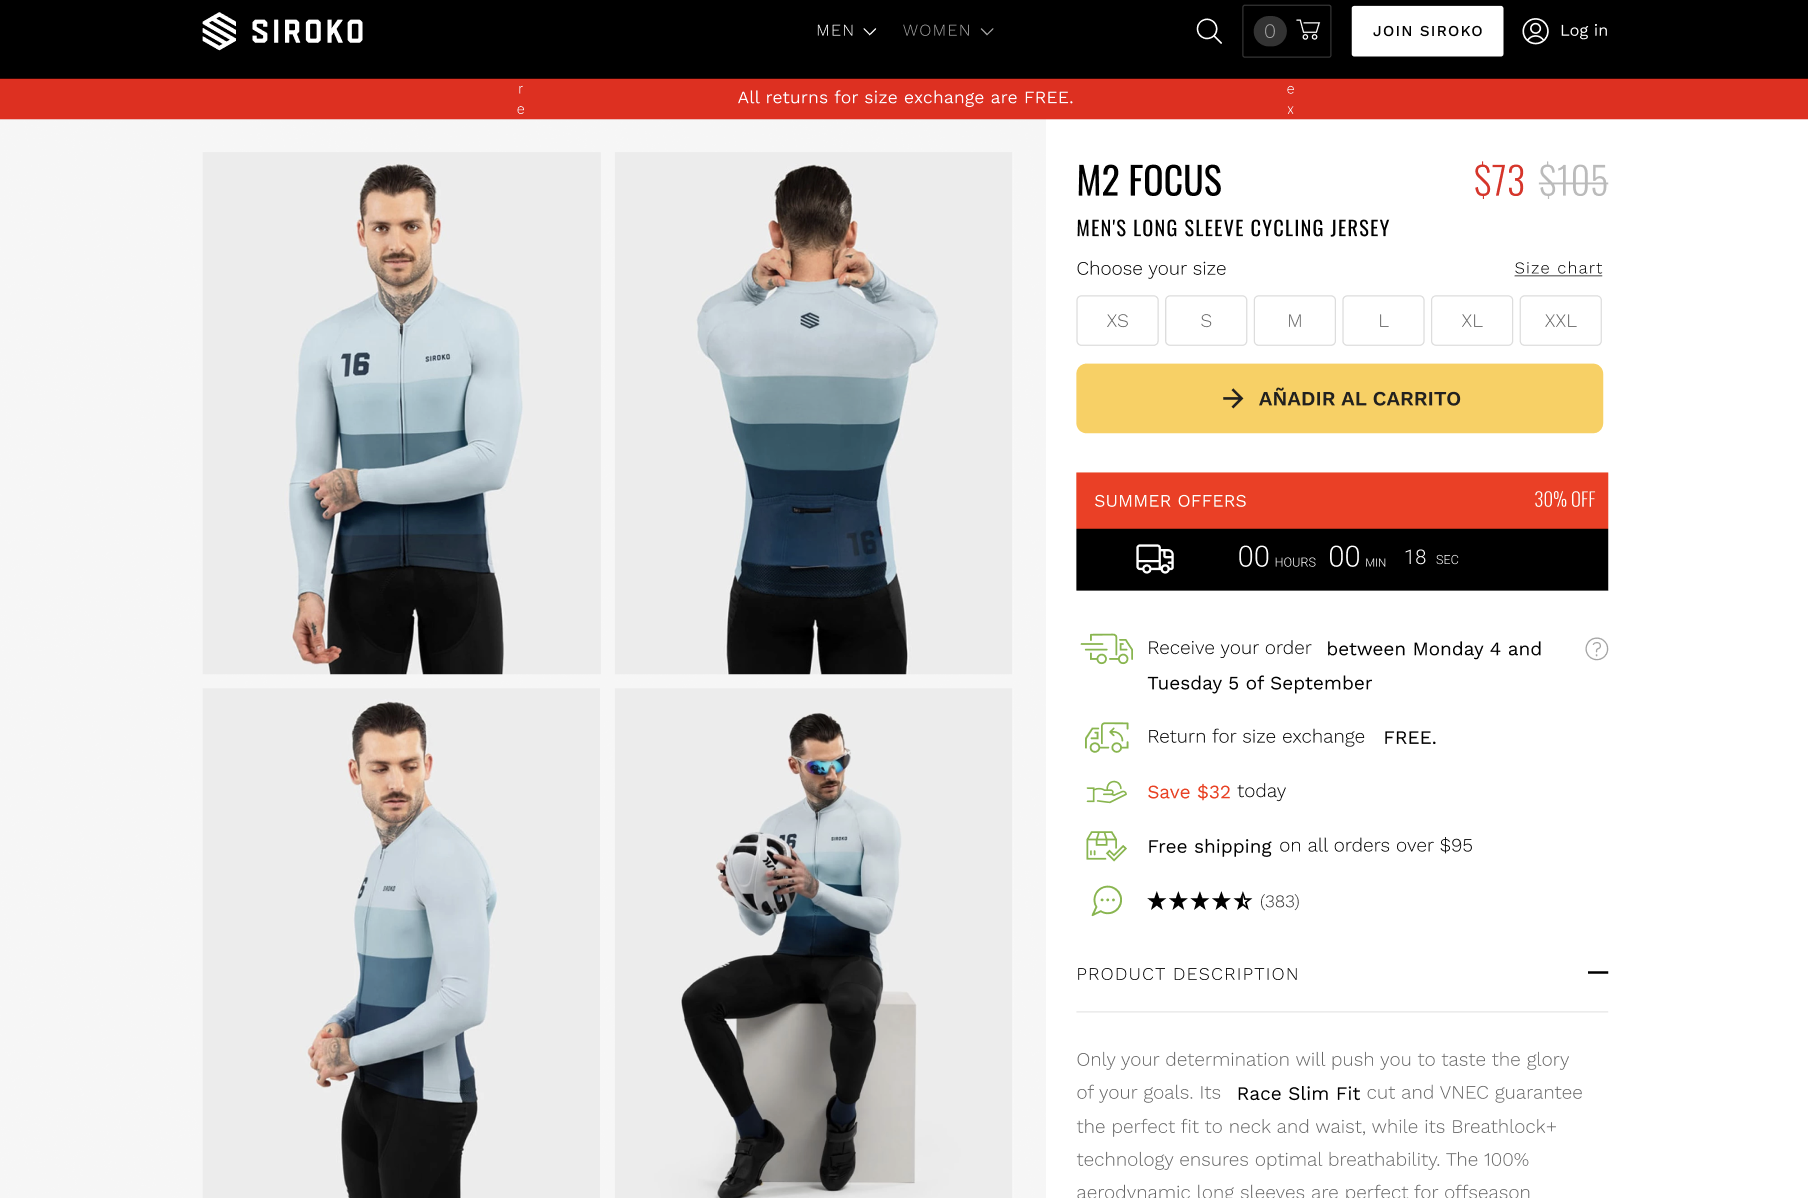 SIROKO
MEN
WOMEN
0
JOIN SIROKO
Log in
r
e
All returns for size exchange are FREE.
e
x
16
SIROKO
16
16
SIROKO
SIROKO
M2 FOCUS
$73 $105
MEN'S LONG SLEEVE CYCLING JERSEY
Choose your size
Size chart
XS
S
M
L
XL
XXL
AÑADIR AL CARRITO
SUMMER OFFERS
30% OFF
00 HOURS 00 MIN 18 SEC
Receive your order between Monday 4 and
Tuesday 5 of September
?
Return for size exchange FREE.
Save $32 today
Free shipping on all orders over $95
(383)
PRODUCT DESCRIPTION
Only your determination will push you to taste the glory
of your goals. Its Race Slim Fit cut and VNEC guarantee
the perfect fit to neck and waist, while its Breathlock+
technology ensures optimal breathability. The 100%
aerodynamic long sleeves are perfect for offseason